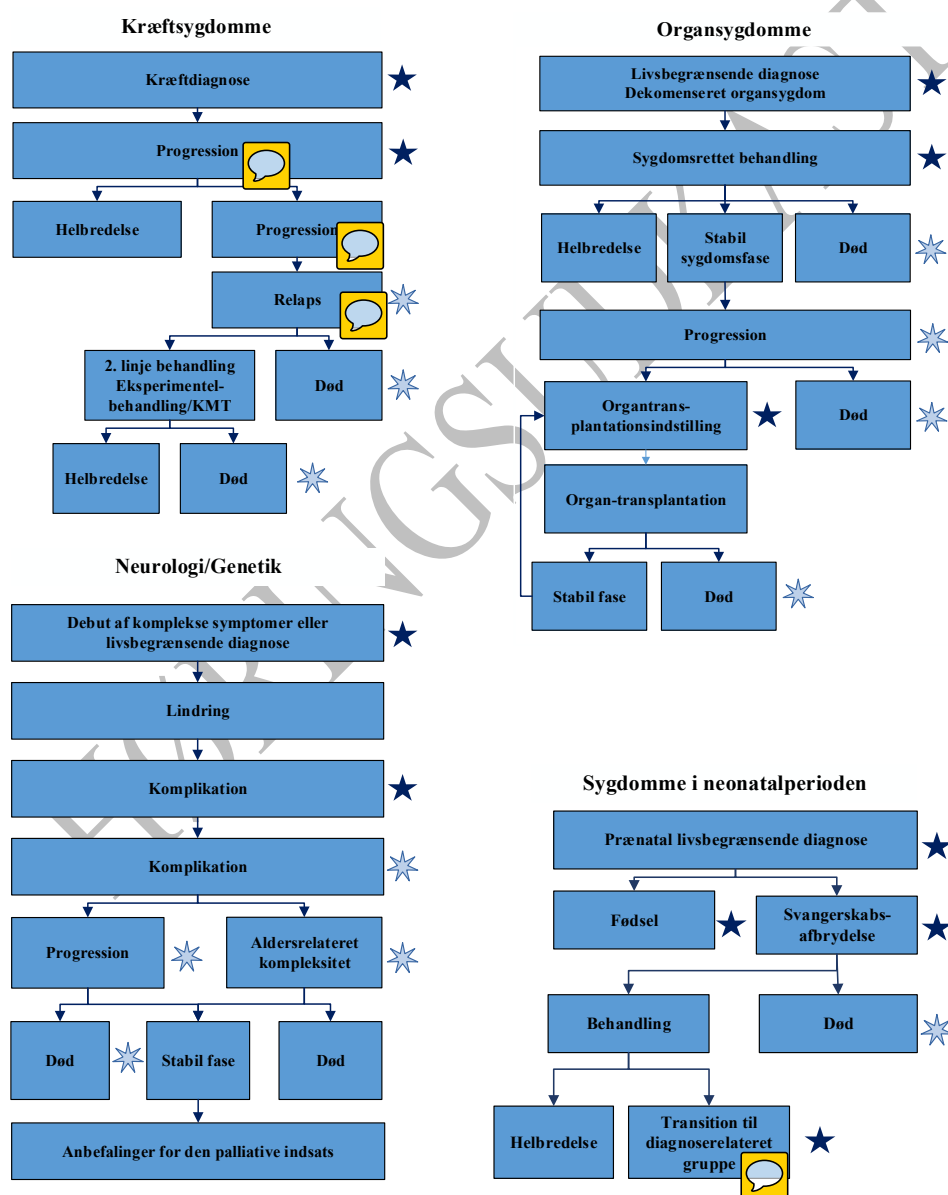 Kræftsygdomme
Kræftdiagnose
Progression
Helbredelse
Progression
Relaps
2. linje behandling
Eksperimentel-
behandling/KMT
Død
Helbredelse
Død
Organsygdomme
Livsbegrænsende diagnose
Dekomenseret organsygdom
Sygdomsrettet behandling
Helbredelse
Stabil
sygdomsfase
Død
Progression
Organtrans-
plantationsindstilling
Død
Organ-transplantation
Stabil fase
Død
Neurologi/Genetik
Debut af komplekse symptomer eller
livsbegrænsende diagnose
Lindring
Komplikation
Komplikation
Progression
Aldersrelateret
kompleksitet
Død
Stabil fase
Død
Anbefalinger for den palliative indsats
Sygdomme i neonatalperioden
Prænatal livsbegrænsende diagnose
Fødsel
Svangerskabs-
afbrydelse
Behandling
Død
Helbredelse
Transition til
diagnoserelateret
gruppe
HØRINGSUDKAST